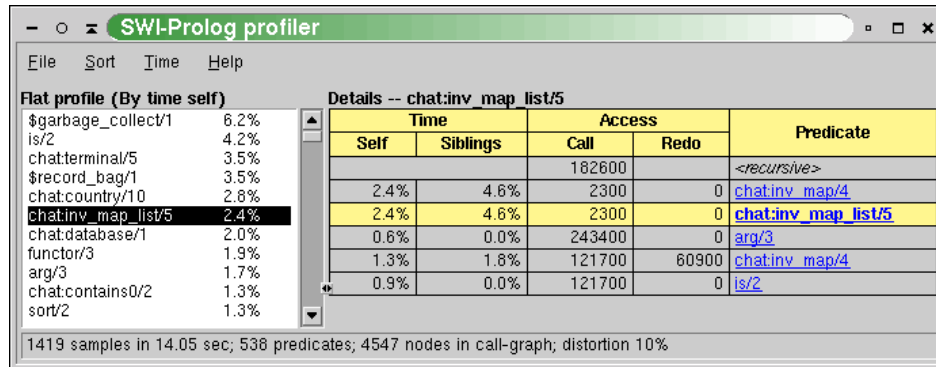 SWI-Prolog profiler
File Sort Time Help
Flat profile (By time self)
$garbage_collect/1 6.2%
is/2 4.2%
chat:terminal/5 3.5%
$record_bag/1 3.5%
chat:country/10 2.8%
chat:inv_map_list/5 2.4%
chat:database/1 2.0%
functor/3 1.9%
arg/3 1.7%
chat:contains0/2 1.3%
sort/2 1.3%
Details -- chat:inv_map_list/5
Time Access Predicate
Self Siblings Call Redo
182600 <recursive>
2.4% 4.6% 2300 0 chat:inv_map/4
2.4% 4.6% 2300 0 chat:inv_map_list/5
0.6% 0.0% 243400 0 arg/3
1.3% 1.8% 121700 60900 chat:inv_map/4
0.9% 0.0% 121700 0 is/2
1419 samples in 14.05 sec; 538 predicates; 4547 nodes in call-graph; distortion 10%